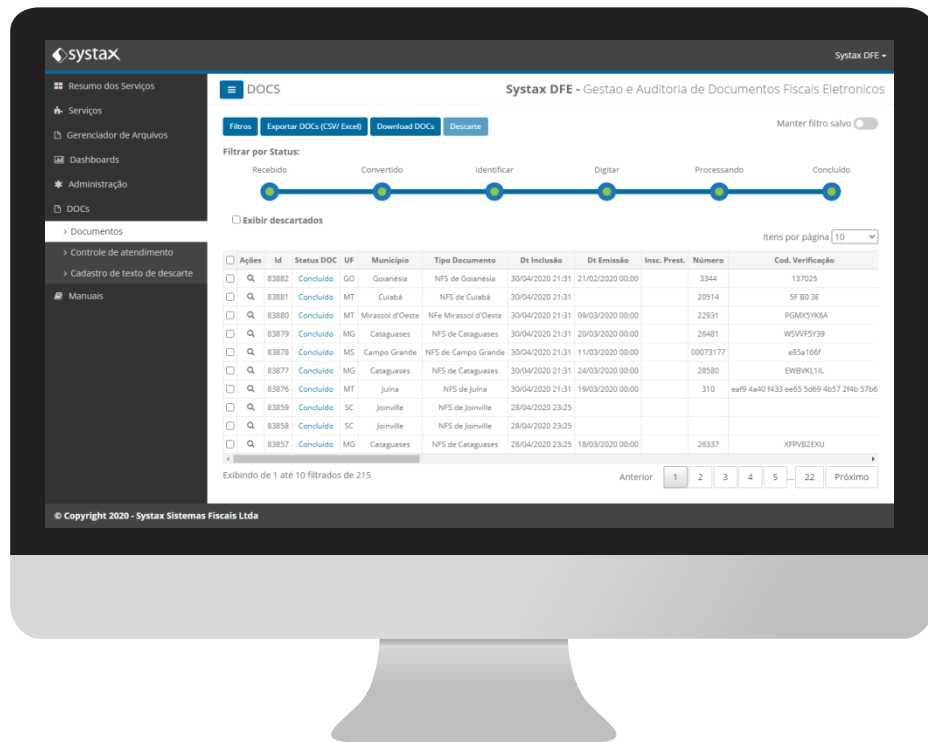 systax
Systax DFE
Resumo dos Serviços
Serviços
Gerenciador de Arquivos
Dashboards
Administração
DOCs
> Documentos
> Controle de atendimento
> Cadastro de texto de descarte
Manuais
DOCS
Systax DFE - Gestao e Auditoria de Documentos Fiscais Eletronicos
Filtros Exportar DOCs (CSV/ Excel) Download DOCs Descarte
Manter filtro salvo
Filtrar por Status:
Recebido Convertido Identificar Digitar Processando Concluído
Exibir descartados
Itens por página 10
Ações Id Status DOC UF Município Tipo Documento Dt Inclusão Dt Emissão Insc. Prest. Número Cod. Verificação
83882 Concluído GO Goianésia NFS de Goianésia 30/04/2020 21:31 21/02/2020 00:00 3344 137025
83881 Concluído MT Cuiabá NFS de Cuiabá 30/04/2020 21:31 20514 5F B0 3E
83880 Concluído MT Mirassol d'Oeste NFe Mirassol d'Oeste 30/04/2020 21:31 09/03/2020 00:00 22931 PGMX5YK6A
83879 Concluído MG Cataguases NFS de Cataguases 30/04/2020 21:31 20/03/2020 00:00 26481 WSVVF5Y39
83878 Concluído MS Campo Grande NFS de Campo Grande 30/04/2020 21:31 11/03/2020 00:00 00073177 e85a166f
83877 Concluído MG Cataguases NFS de Cataguases 30/04/2020 21:31 24/03/2020 00:00 28580 EWBVKL1IL
83876 Concluído MT Juína NFS de Juína 30/04/2020 21:31 19/03/2020 00:00 310 eaf9 4a40 f433 ee65 5d69 4b57 2f4b 57b6
83859 Concluído SC Joinville NFS de Joinville 28/04/2020 23:25
83858 Concluído SC Joinville NFS de Joinville 28/04/2020 23:25
83857 Concluído MG Cataguases NFS de Cataguases 28/04/2020 23:25 18/03/2020 00:00 26337 XFPVB2EXU
Exibindo de 1 até 10 filtrados de 215
Anterior 1 2 3 4 5 ... 22 Próximo
© Copyright 2020 - Systax Sistemas Fiscais Ltda